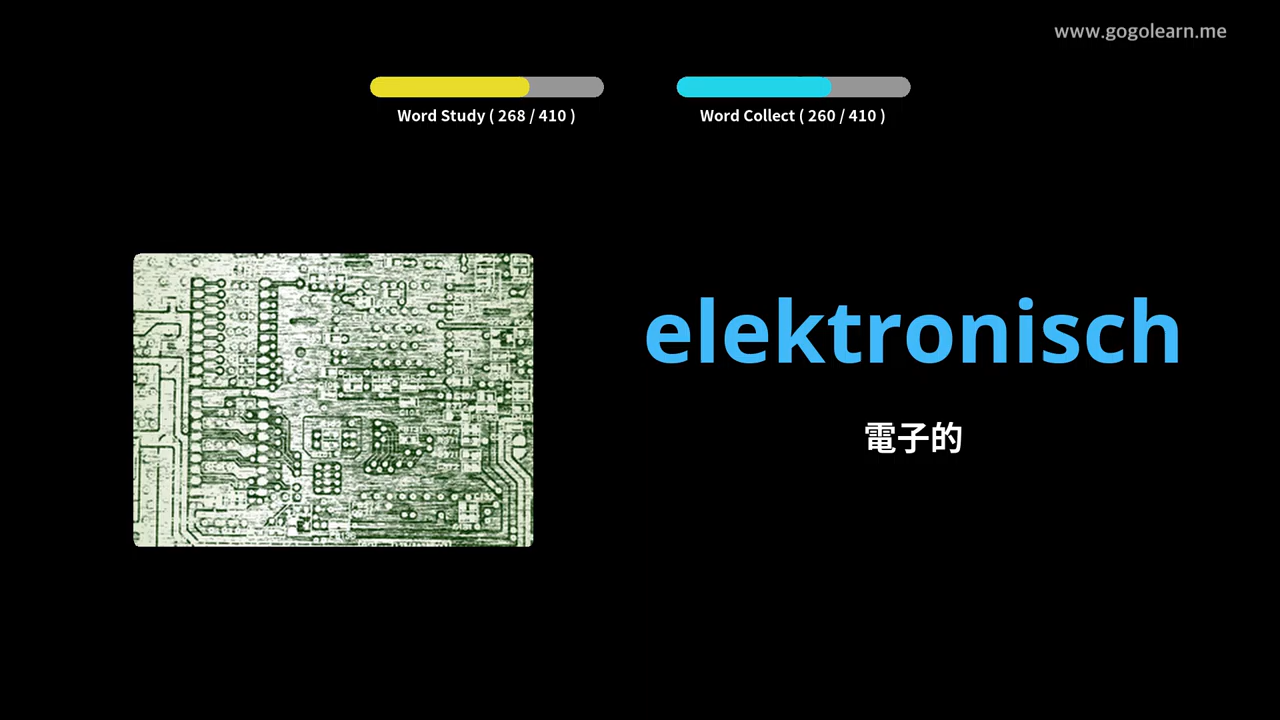 www.gogolearn.me
Word Study ( 268 / 410 )
Word Collect ( 260 / 410 )
elektronisch
電子的